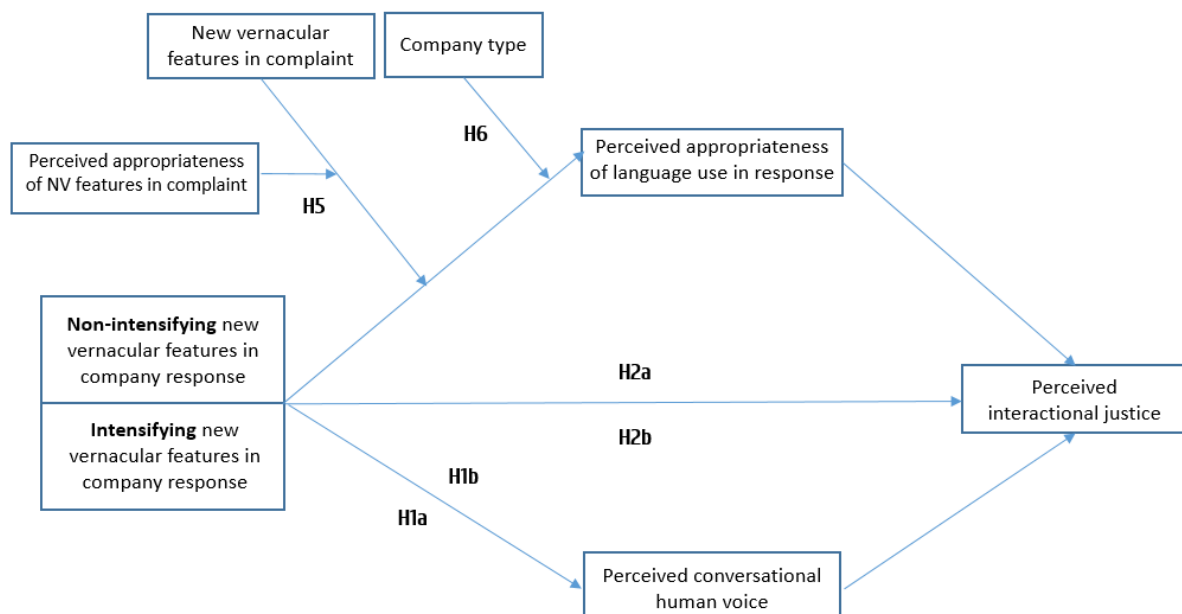 New vernacular
features in complaint
Company type
H6
Perceived appropriateness
of NV features in complaint
Perceived appropriateness
of language use in response
H5
Non-intensifying new
vernacular features in
company response
H2a
Perceived
interactional justice
Intensifying new
vernacular features in
company response
H2b
H1b
H1a
Perceived conversational
human voice